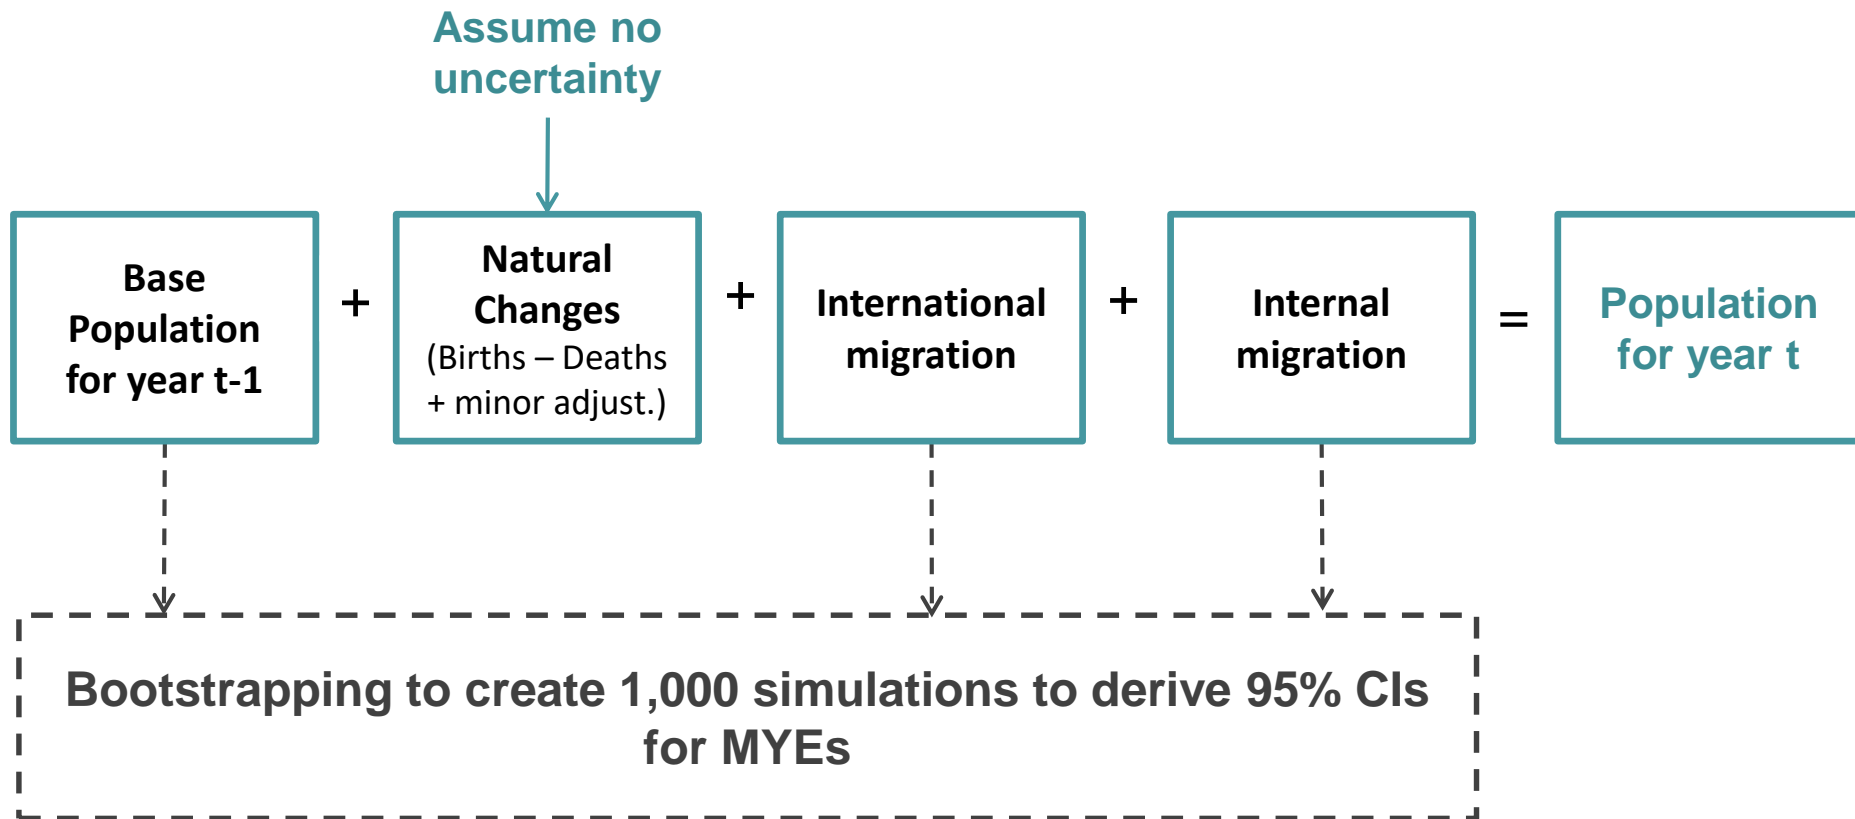 Assume no
uncertainty
Base
Population
for year t-1
+
Natural
Changes
(Births – Deaths
+ minor adjust.)
+
International
migration
+
Internal
migration
=
Population
for year t
Bootstrapping to create 1,000 simulations to derive 95% CIs
for MYEs